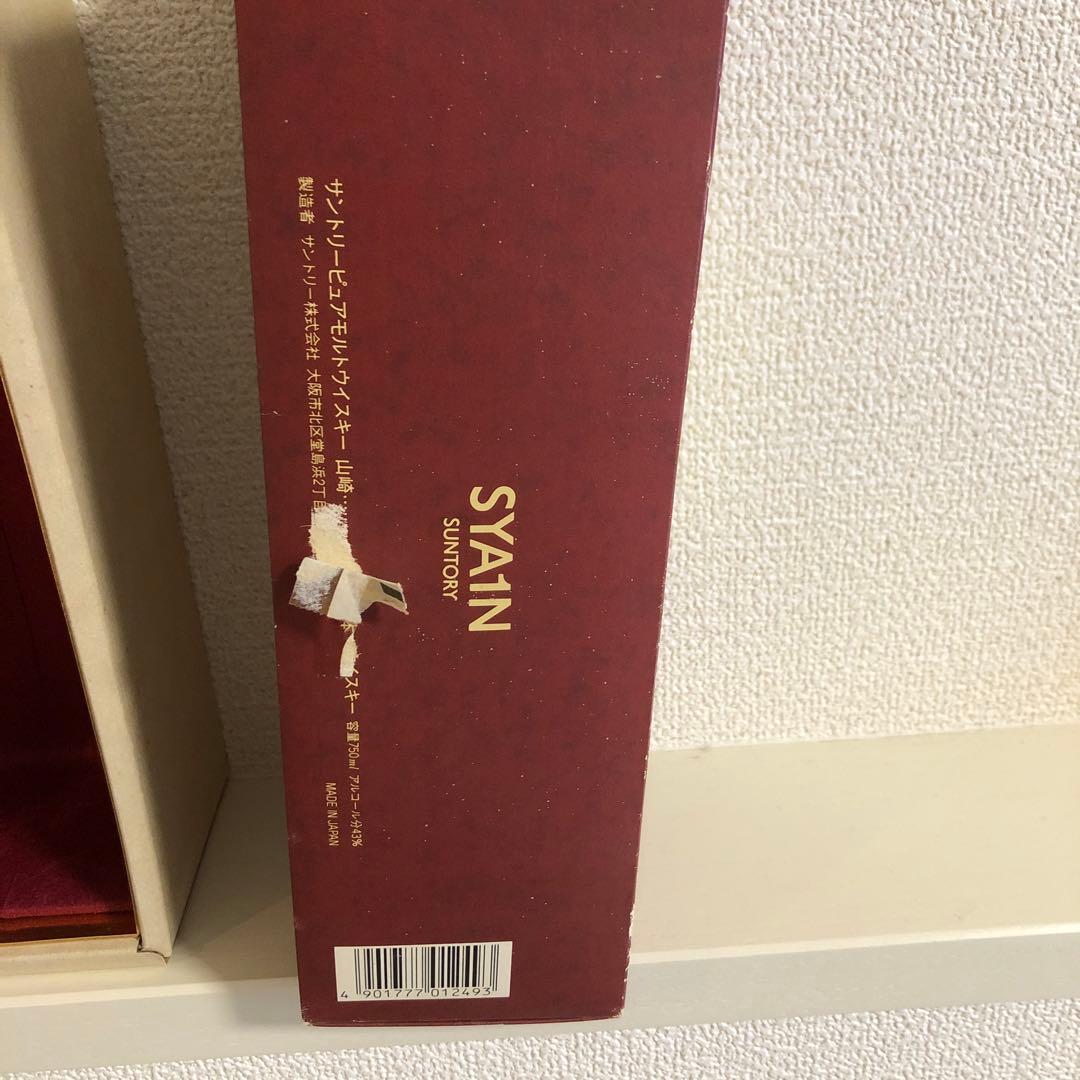 サントリーピュアモルトウイスキー 山崎…
イスキー 容量750ml アルコール分43%
製造者 サントリー株式会社 大阪市北区堂島浜2丁目
MADE IN JAPAN
SYA1N
SUNTORY
4 901777 012493